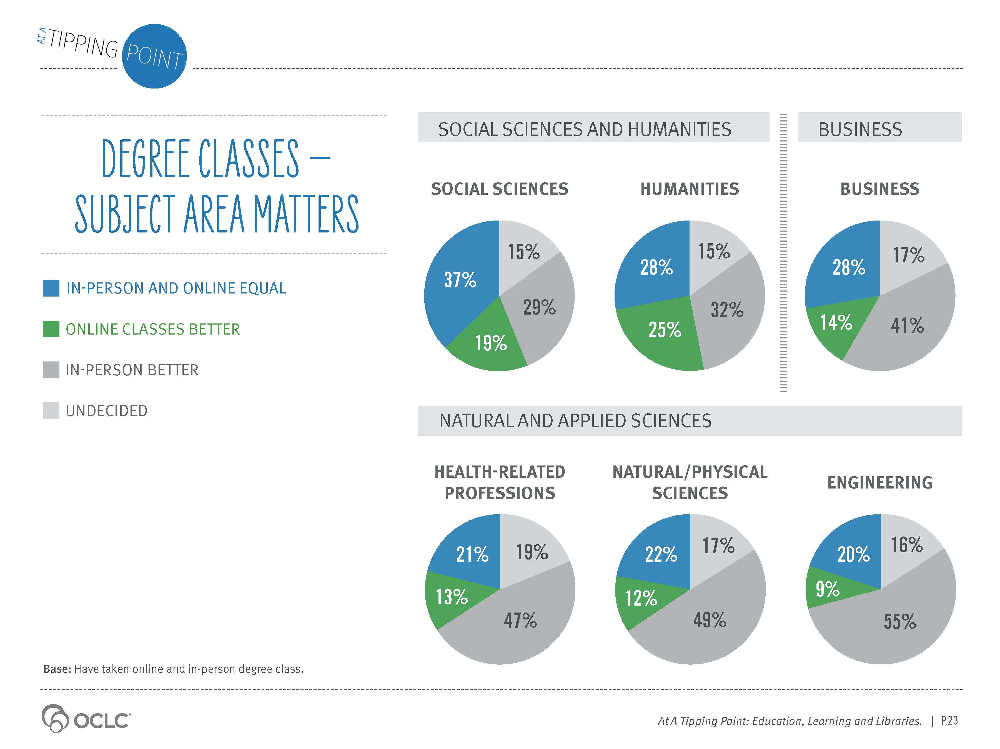 AT A TIPPING POINT
DEGREE CLASSES –
SUBJECT AREA MATTERS
IN-PERSON AND ONLINE EQUAL
ONLINE CLASSES BETTER
IN-PERSON BETTER
UNDECIDED
SOCIAL SCIENCES AND HUMANITIES
SOCIAL SCIENCES
15%
37%
29%
19%
HUMANITIES
15%
28%
32%
25%
BUSINESS
BUSINESS
17%
28%
14%
41%
NATURAL AND APPLIED SCIENCES
HEALTH-RELATED
PROFESSIONS
21%
19%
13%
47%
NATURAL/PHYSICAL
SCIENCES
17%
22%
12%
49%
ENGINEERING
16%
20%
9%
55%
Base: Have taken online and in-person degree class.
OCLC
At A Tipping Point: Education, Learning and Libraries. | P.23